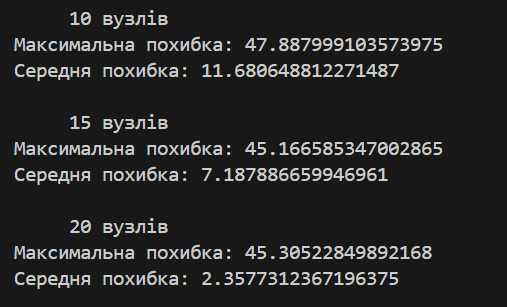 10 вузлів
Максимальна похибка: 47.887999103573975
Середня похибка: 11.680648812271487
15 вузлів
Максимальна похибка: 45.166585347002865
Середня похибка: 7.187886659946961
20 вузлів
Максимальна похибка: 45.30522849892168
Середня похибка: 2.3577312367196375